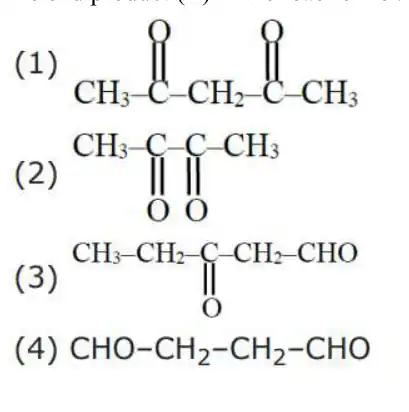 O O
(1) CH₃–C–CH₂–C–CH₃
CH₃–C–C–CH₃
(2)
O O
CH₃–CH₂–C–CH₂–CHO
(3)
O
(4) CHO–CH₂–CH₂–CHO